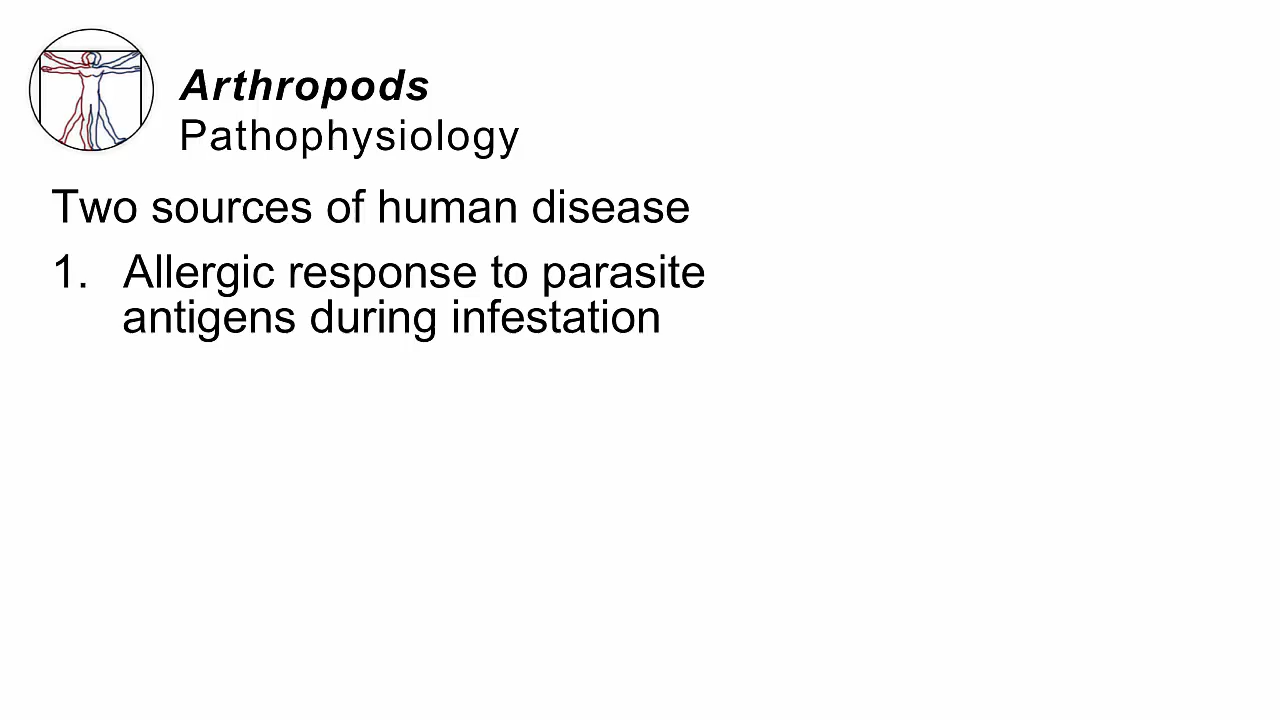 Arthropods
Pathophysiology
Two sources of human disease
1. Allergic response to parasite
antigens during infestation